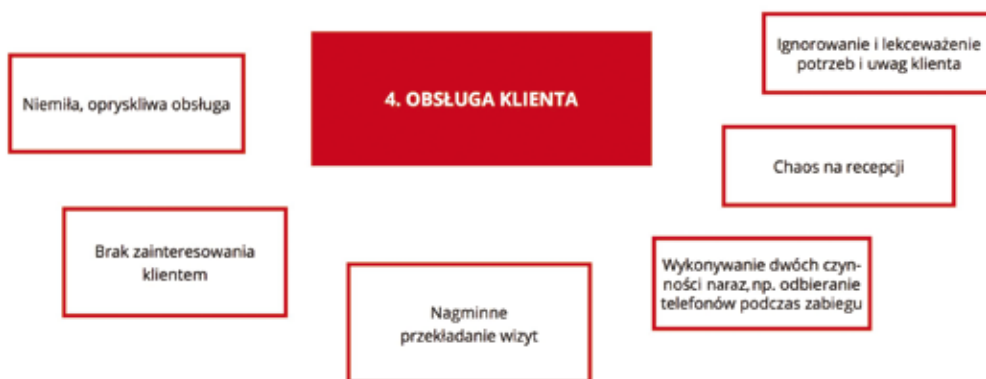 4. OBSŁUGA KLIENTA
Niemiła, opryskliwa obsługa
Ignorowanie i lekceważenie
potrzeb i uwag klienta
Chaos na recepcji
Brak zainteresowania
klientem
Wykonywanie dwóch czyn-
ności naraz, np. odbieranie
telefonów podczas zabiegu
Nagminne
przekładanie wizyt